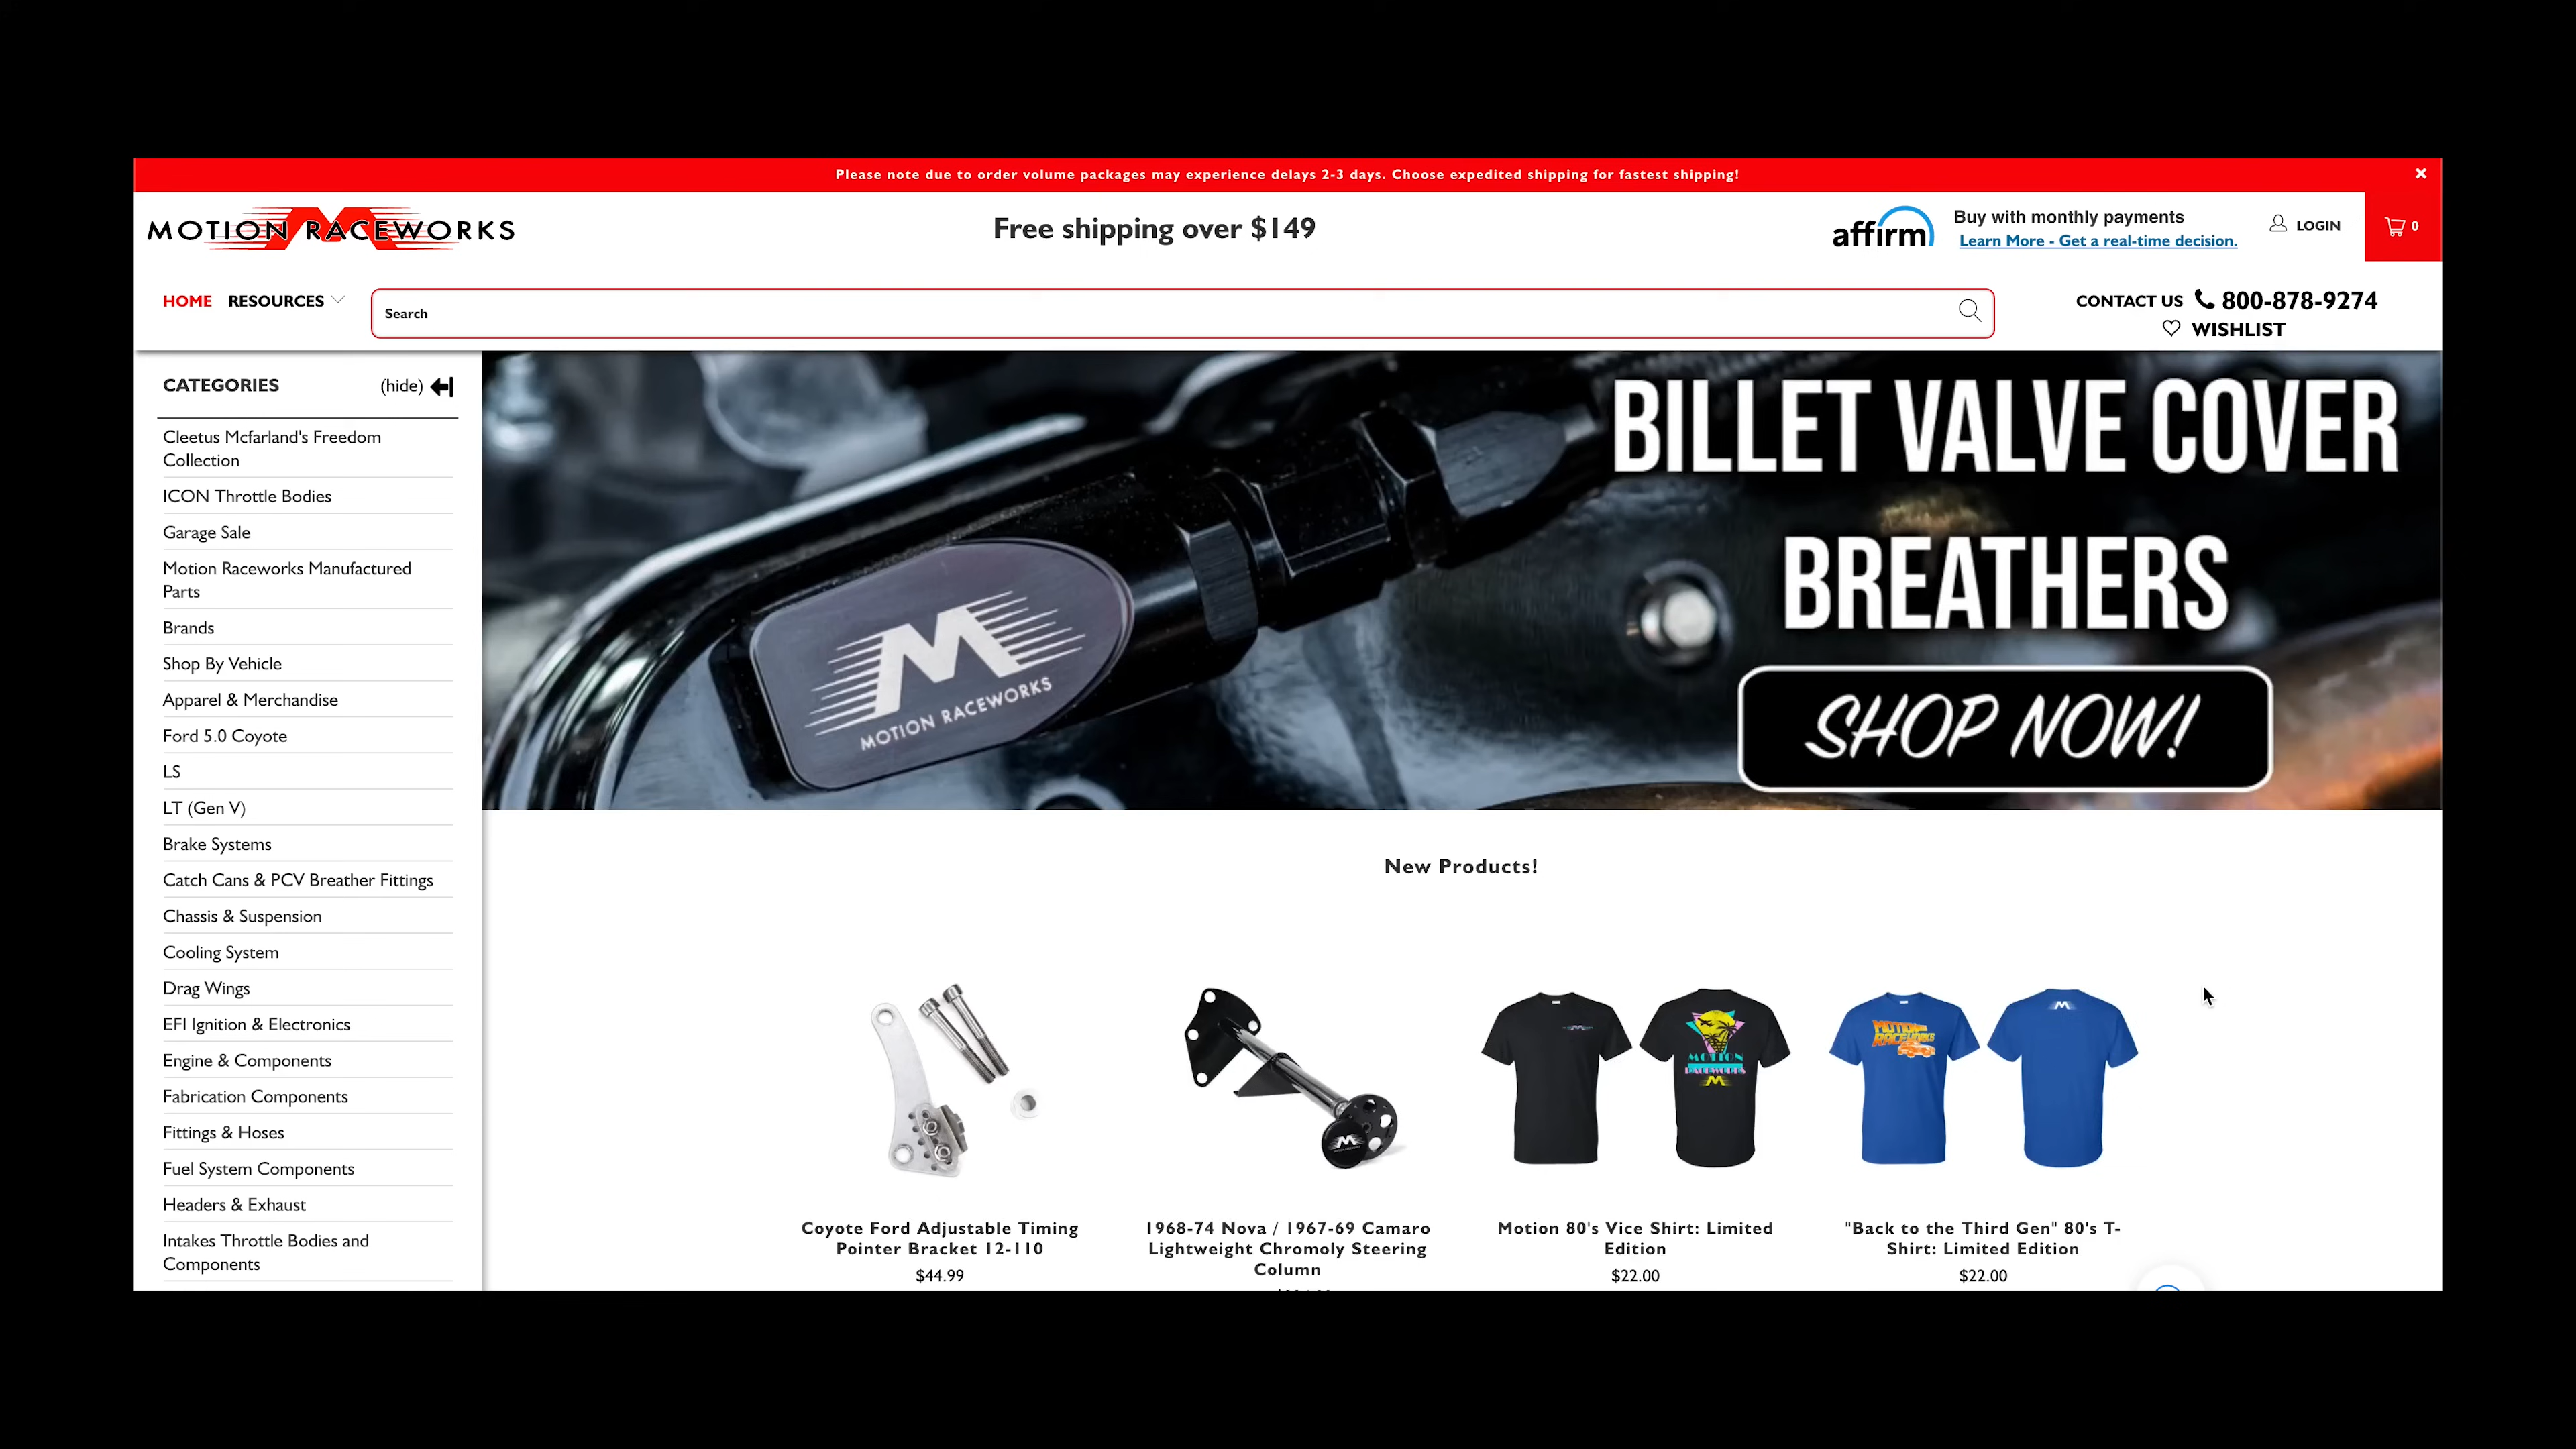 Please note due to order volume packages may experience delays 2-3 days. Choose expedited shipping for fastest shipping!
MOTION RACEWORKS
Free shipping over $149
affirm
Buy with monthly payments
Learn More - Get a real-time decision.
LOGIN
0
HOME
RESOURCES
Search
CONTACT US
800-878-9274
WISHLIST
CATEGORIES
(hide)
Cleetus Mcfarland's Freedom
Collection
ICON Throttle Bodies
Garage Sale
Motion Raceworks Manufactured
Parts
Brands
Shop By Vehicle
Apparel & Merchandise
Ford 5.0 Coyote
LS
LT (Gen V)
Brake Systems
Catch Cans & PCV Breather Fittings
Chassis & Suspension
Cooling System
Drag Wings
EFI Ignition & Electronics
Engine & Components
Fabrication Components
Fittings & Hoses
Fuel System Components
Headers & Exhaust
Intakes Throttle Bodies and
Components
BILLET VALVE COVER
BREATHERS
SHOP NOW!
M
MOTION RACEWORKS
New Products!
M
MOTION
RACEWORKS
M
MOTION
RACEWORKS
M
Coyote Ford Adjustable Timing
Pointer Bracket 12-110
$44.99
1968-74 Nova / 1967-69 Camaro
Lightweight Chromoly Steering
Column
Motion 80's Vice Shirt: Limited
Edition
$22.00
"Back to the Third Gen" 80's T-
Shirt: Limited Edition
$22.00